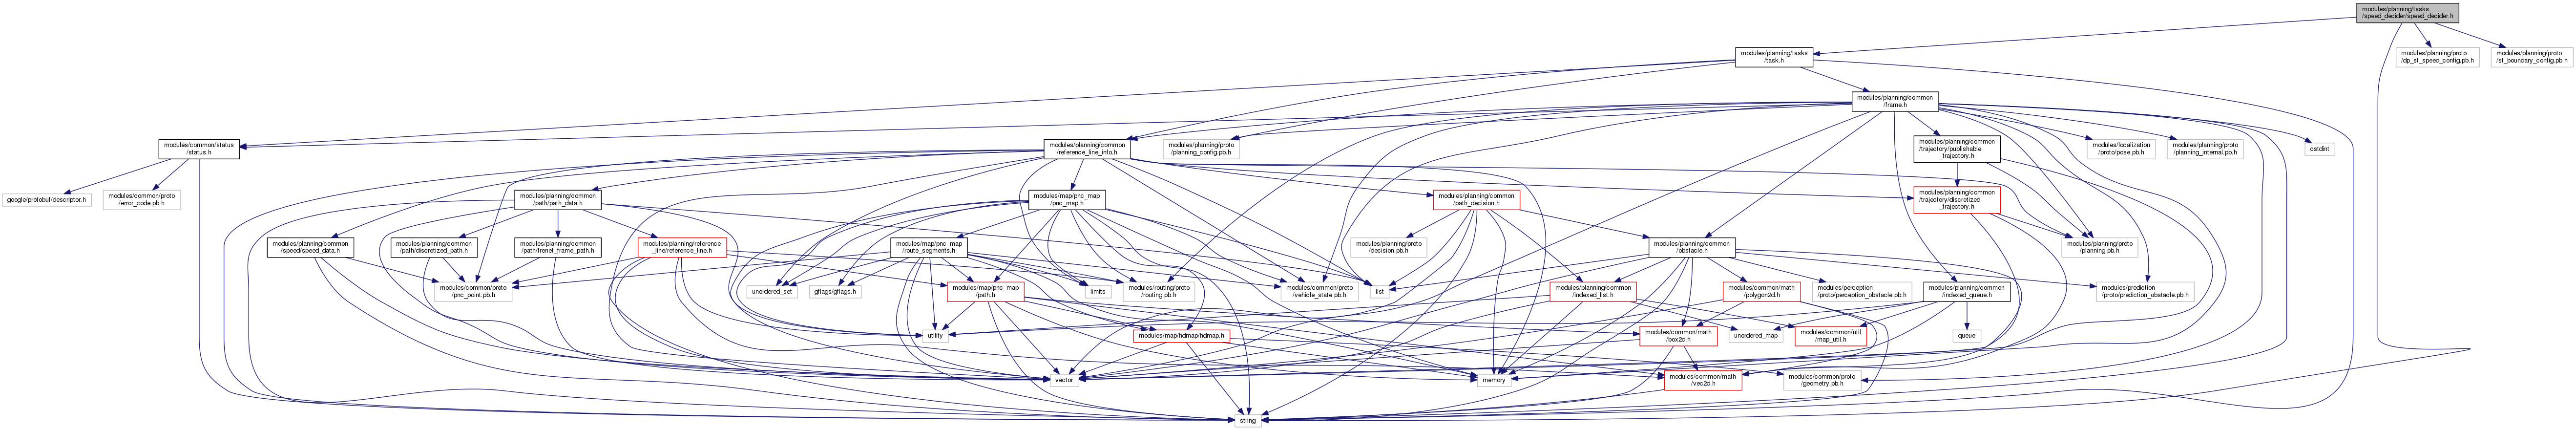 modules/planning/tasks
/speed_decider/speed_decider.h
modules/planning/tasks
/task.h
modules/planning/proto
/dp_st_speed_config.pb.h
modules/planning/proto
/st_boundary_config.pb.h
modules/planning/common
/frame.h
modules/common/status
/status.h
modules/planning/common
/reference_line_info.h
modules/planning/proto
/planning_config.pb.h
modules/planning/common
/trajectory/publishable
_trajectory.h
modules/localization
/proto/pose.pb.h
modules/planning/proto
/planning_internal.pb.h
cstdint
google/protobuf/descriptor.h
modules/common/proto
/error_code.pb.h
modules/planning/common
/path/path_data.h
modules/map/pnc_map
/pnc_map.h
modules/planning/common
/path_decision.h
modules/planning/common
/trajectory/discretized
_trajectory.h
modules/planning/common
/speed/speed_data.h
modules/planning/common
/path/discretized_path.h
modules/planning/common
/path/frenet_frame_path.h
modules/planning/reference
_line/reference_line.h
modules/map/pnc_map
/route_segments.h
modules/planning/proto
/decision.pb.h
modules/planning/common
/obstacle.h
modules/planning/proto
/planning.pb.h
modules/common/proto
/pnc_point.pb.h
unordered_set
gflags/gflags.h
modules/map/pnc_map
/path.h
limits
modules/routing/proto
/routing.pb.h
modules/common/proto
/vehicle_state.pb.h
list
modules/planning/common
/indexed_list.h
modules/common/math
/polygon2d.h
modules/perception
/proto/perception_obstacle.pb.h
modules/planning/common
/indexed_queue.h
modules/prediction
/proto/prediction_obstacle.pb.h
utility
modules/map/hdmap/hdmap.h
modules/common/math
/box2d.h
unordered_map
modules/common/util
/map_util.h
queue
vector
memory
modules/common/math
/vec2d.h
modules/common/proto
/geometry.pb.h
string